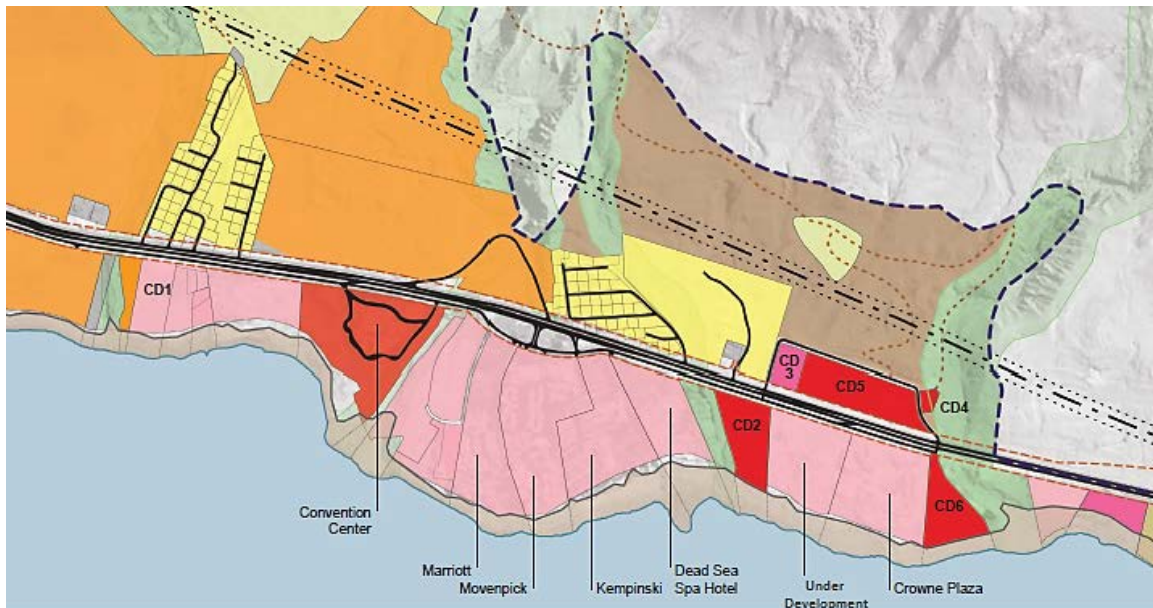 CD1
CD
3
CD5
CD4
CD2
CD6
Convention
Center
Marriott
Movenpick
Kempinski
Dead Sea
Spa Hotel
Under
Development
Crowne Plaza